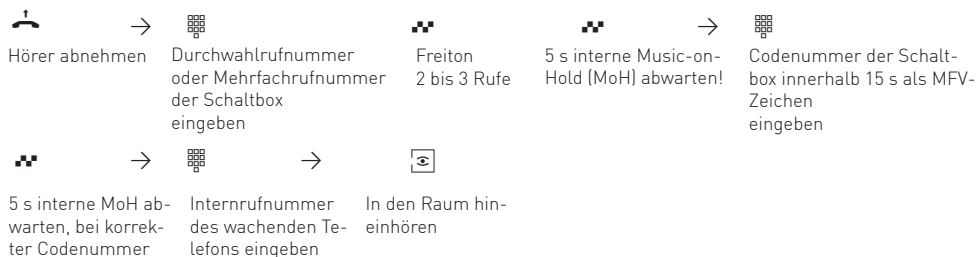 Hörer abnehmen
Durchwahlrufnummer
oder Mehrfachrufnummer
der Schaltbox
eingeben
Freiton
2 bis 3 Rufe
5 s interne Music-on-
Hold (MoH) abwarten!
Codenummer der Schalt-
box innerhalb 15 s als MFV-
Zeichen
eingeben
5 s interne MoH ab-
warten, bei korrek-
ter Codenummer
Internrufnummer
des wachenden Te-
lefons eingeben
In den Raum hin-
einhören